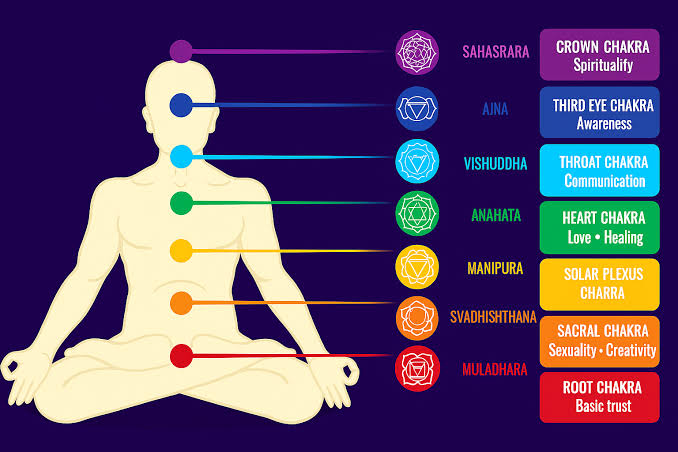 SAHASRARA
CROWN CHAKRA
Spiritualify
AJNA
THIRD EYE CHAKRA
Awareness
VISHUDDHA
THROAT CHAKRA
Communication
ANAHATA
HEART CHAKRA
Love • Healing
MANIPURA
SOLAR PLEXUS
CHARRA
SVADHISHTHANA
SACRAL CHAKRA
Sexuality • Creativity
MULADHARA
ROOT CHAKRA
Basic trust